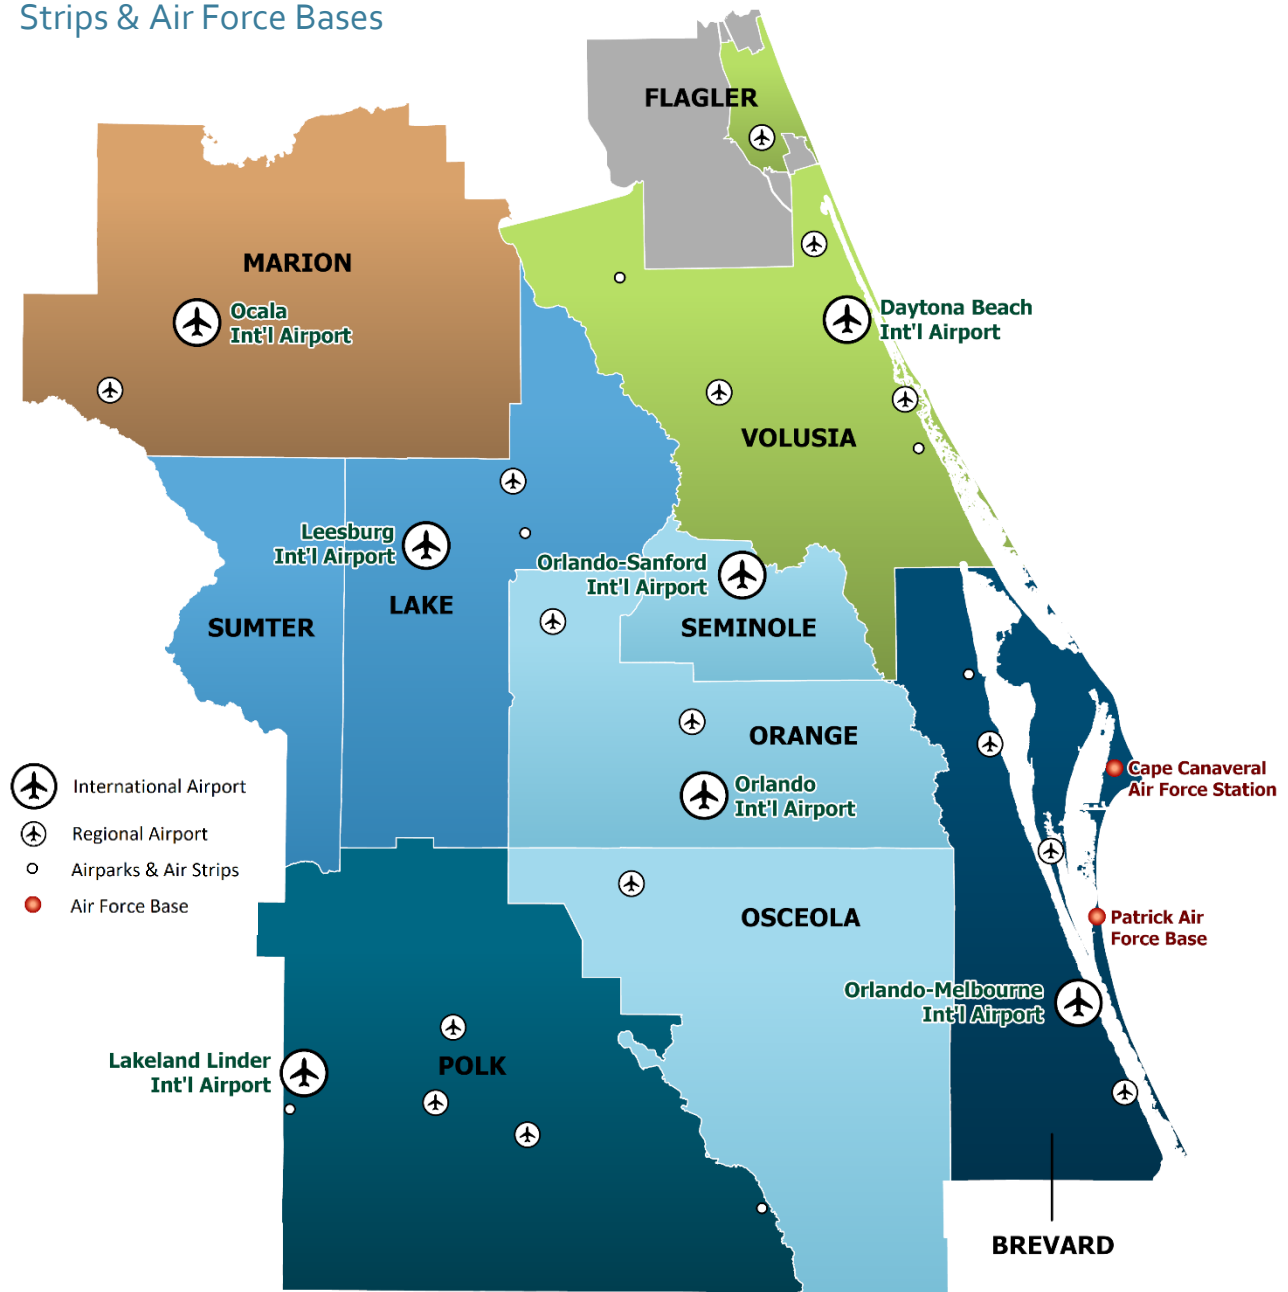 Strips & Air Force Bases
FLAGLER
MARION
Ocala
Int'l Airport
Daytona Beach
Int'l Airport
VOLUSIA
Leesburg
Int'l Airport
Orlando-Sanford
Int'l Airport
LAKE
SUMTER
SEMINOLE
ORANGE
Orlando
Int'l Airport
Cape Canaveral
Air Force Station
International Airport
Regional Airport
Airparks & Air Strips
Air Force Base
OSCEOLA
Patrick Air
Force Base
Orlando-Melbourne
Int'l Airport
Lakeland Linder
Int'l Airport
POLK
BREVARD